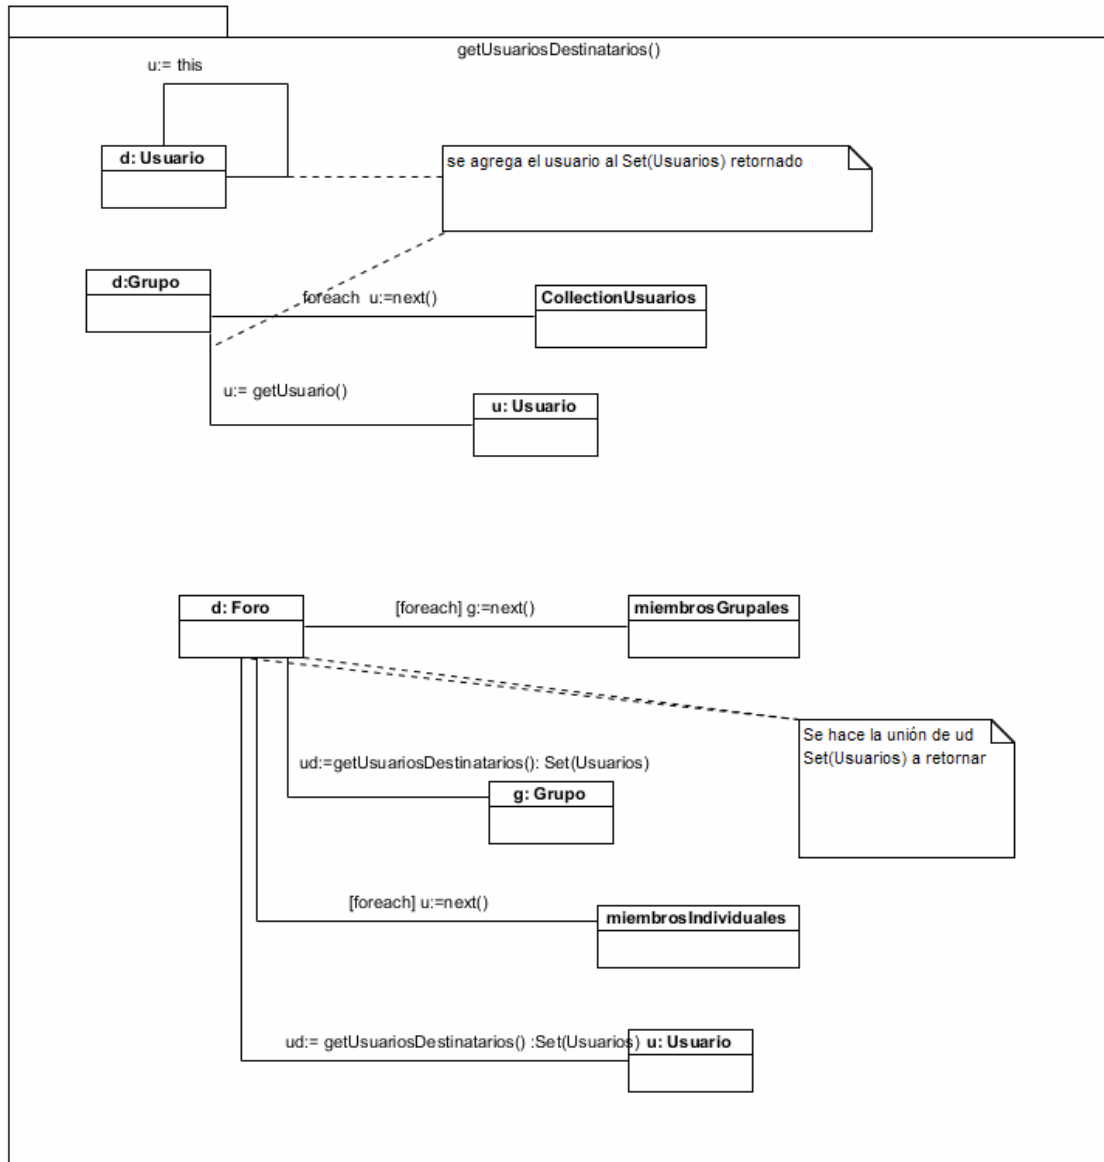 getUsuariosDestinatarios()
u:= this
d: Usuario
se agrega el usuario al Set(Usuarios) retornado
d:Grupo
foreach  u:=next()
CollectionUsuarios
u:= getUsuario()
u: Usuario
d: Foro
[foreach] g:=next()
miembrosGrupales
Se hace la unión de ud
Set(Usuarios) a retornar
ud:=getUsuariosDestinatarios(): Set(Usuarios)
g: Grupo
[foreach] u:=next()
miembrosIndividuales
ud:= getUsuariosDestinatarios() :Set(Usuarios)
u: Usuario